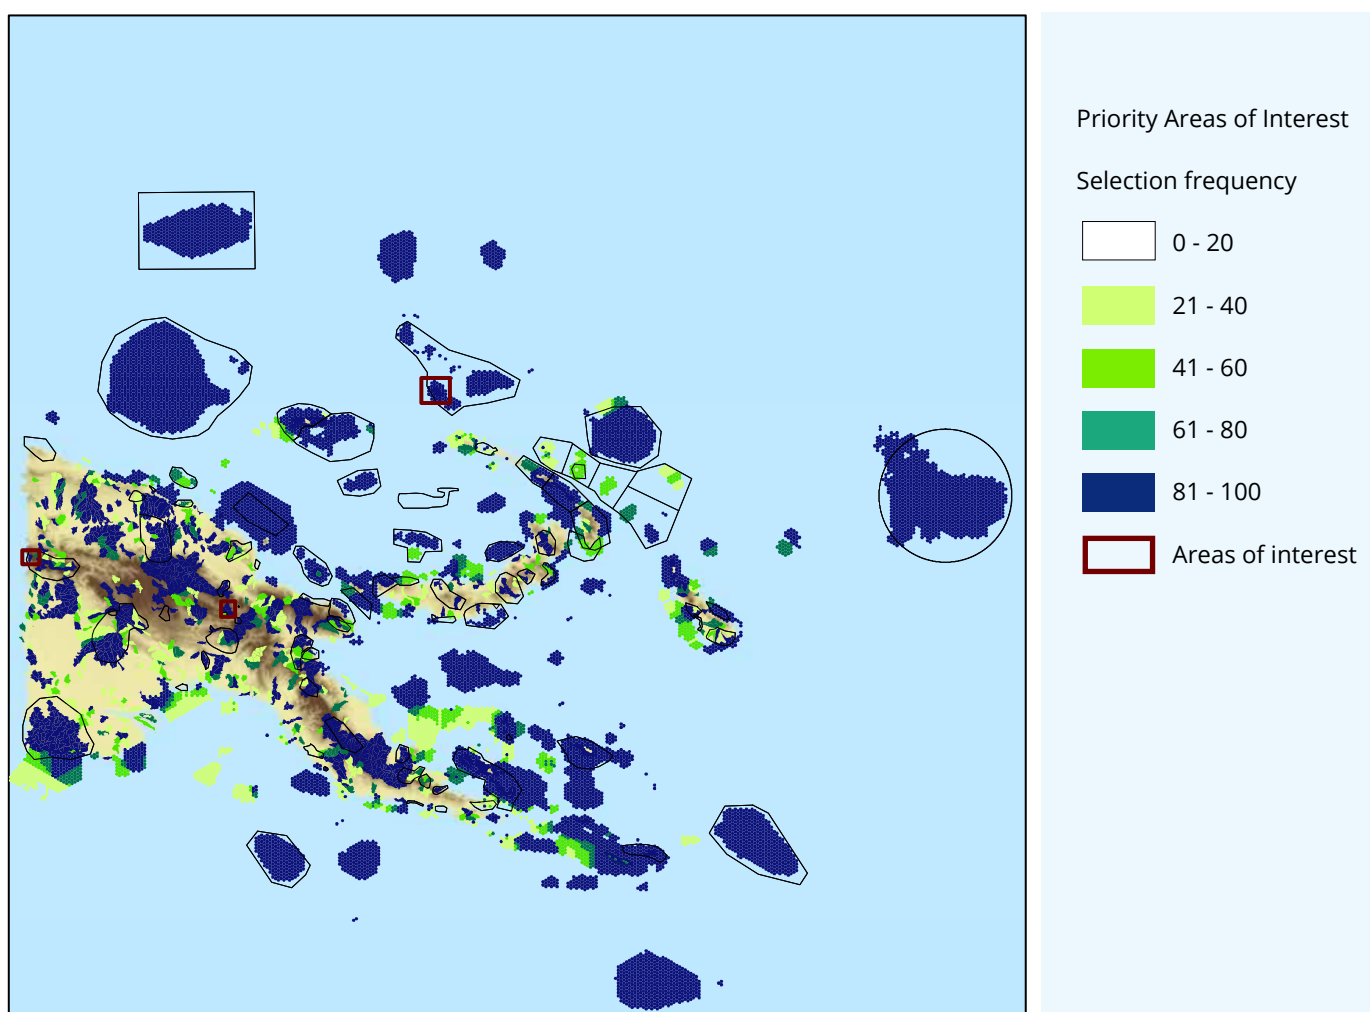 Priority Areas of Interest
Selection frequency
0 - 20
21 - 40
41 - 60
61 - 80
81 - 100
Areas of interest